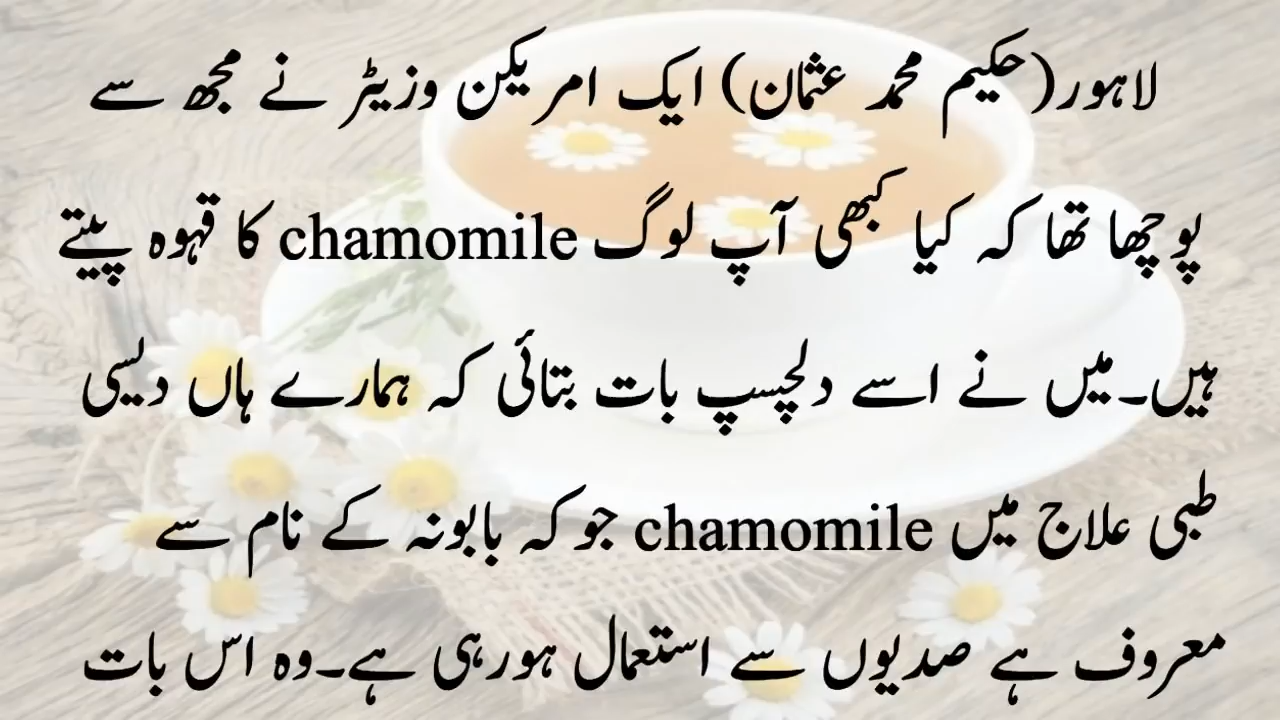 لاہور(حکیم محمد عثمان) ایک امریکن وزیٹر نے مجھ سے
پوچھا تھا کہ کیا کبھی آپ لوگ chamomile کا قہوہ پیتے
ہیں۔میں نے اسے دلچسپ بات بتائی کہ ہمارے ہاں دیسی
طبی علاج میں chamomile جو کہ بابونہ کے نام سے
معروف ہے صدیوں سے استعمال ہورہی ہے۔وہ اس بات